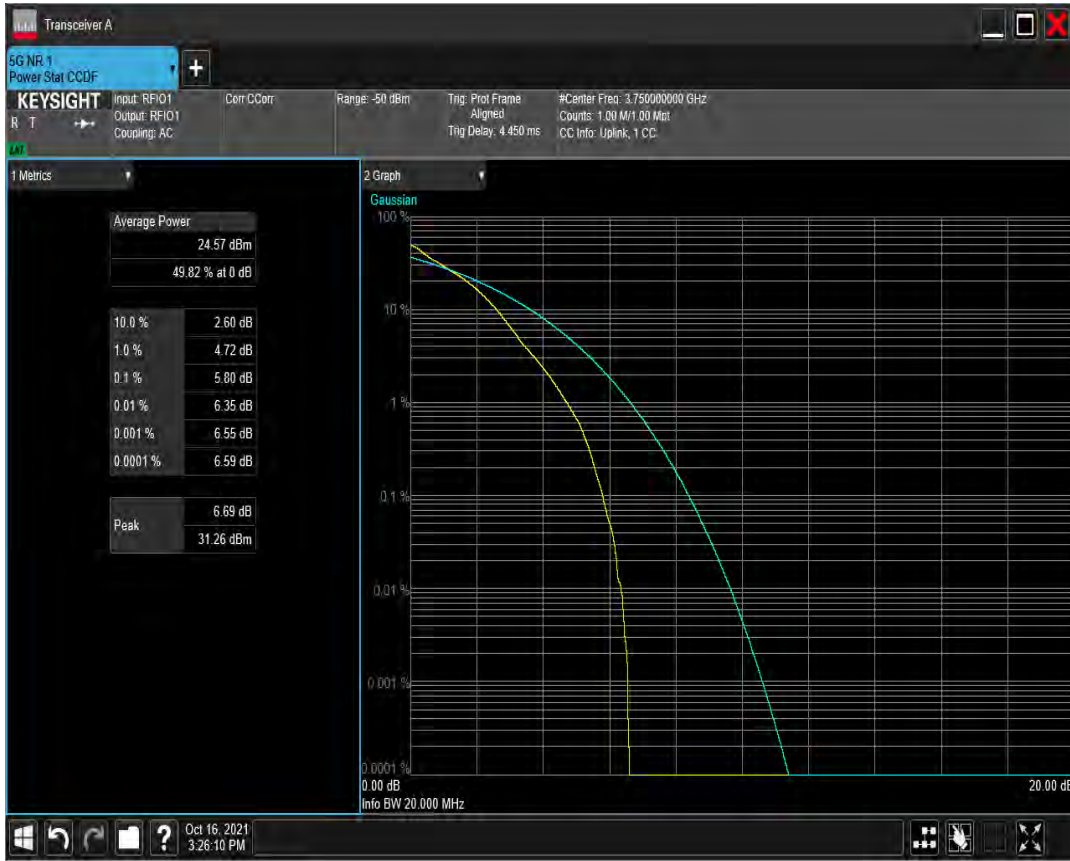 Transceiver A
5G NR 1
Power Stat CCDF
+
KEYSIGHT
R T
LXI
Input: RFIO1
Output: RFIO1
Coupling: AC
Corr CCorr
Range: -50 dBm
Trig: Prot Frame
Aligned
Trig Delay: 4.450 ms
#Center Freq: 3.750000000 GHz
Counts: 1.00 M/1.00 Mpt
CC Info: Uplink, 1 CC
1 Metrics
Average Power
24.57 dBm
49.82 % at 0 dB
10.0 % 2.60 dB
1.0 % 4.72 dB
0.1 % 5.80 dB
0.01 % 6.35 dB
0.001 % 6.55 dB
0.0001 % 6.59 dB
Peak
6.69 dB
31.26 dBm
2 Graph
Gaussian
100 %
10 %
1 %
0.1 %
0.01 %
0.001 %
0.0001 %
0.00 dB 20.00 dB
Info BW 20.000 MHz
?
Oct 16, 2021
3:26:10 PM